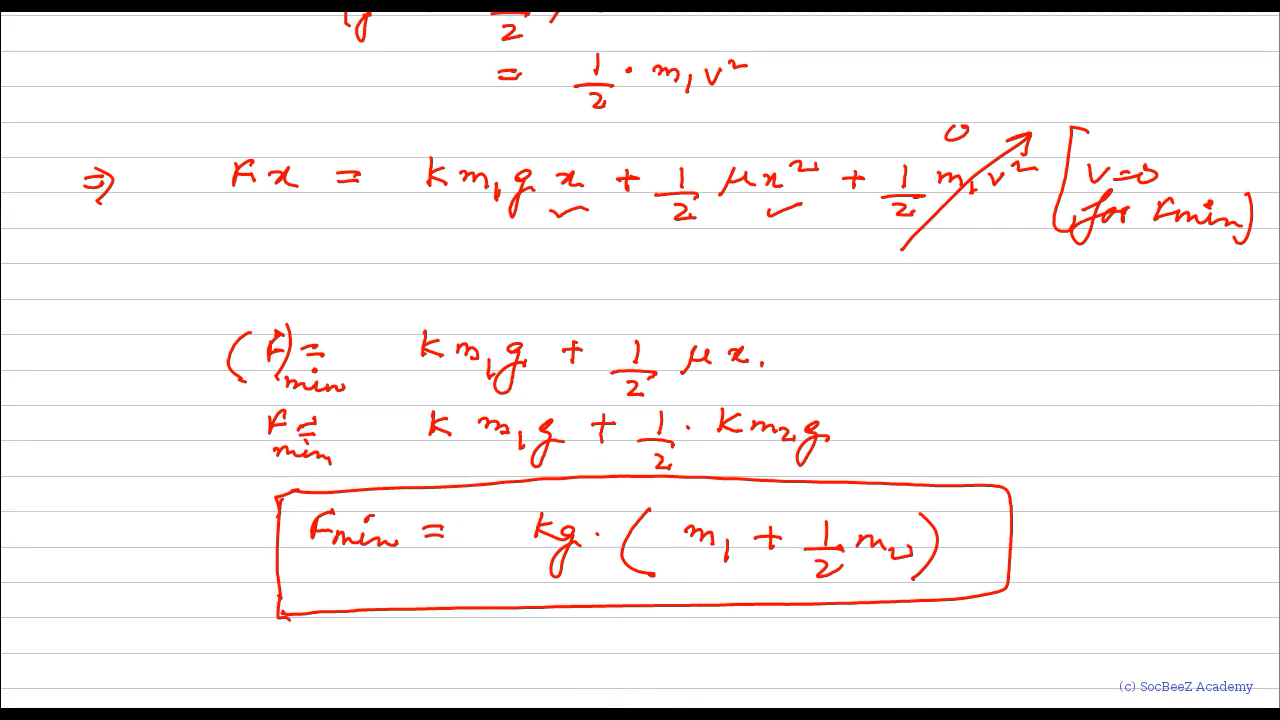 = 1/2 · m₁v²
⇒ Fx = km₁gx + 1/2 μx² + 1/2 m₁v² 0 [v=0
for Fmin]
(F)min = km₁g + 1/2 μx.
Fmin = km₁g + 1/2 · km₂g
Fmin = kg · (m₁ + 1/2 m₂)
(c) SocBeeZ Academy